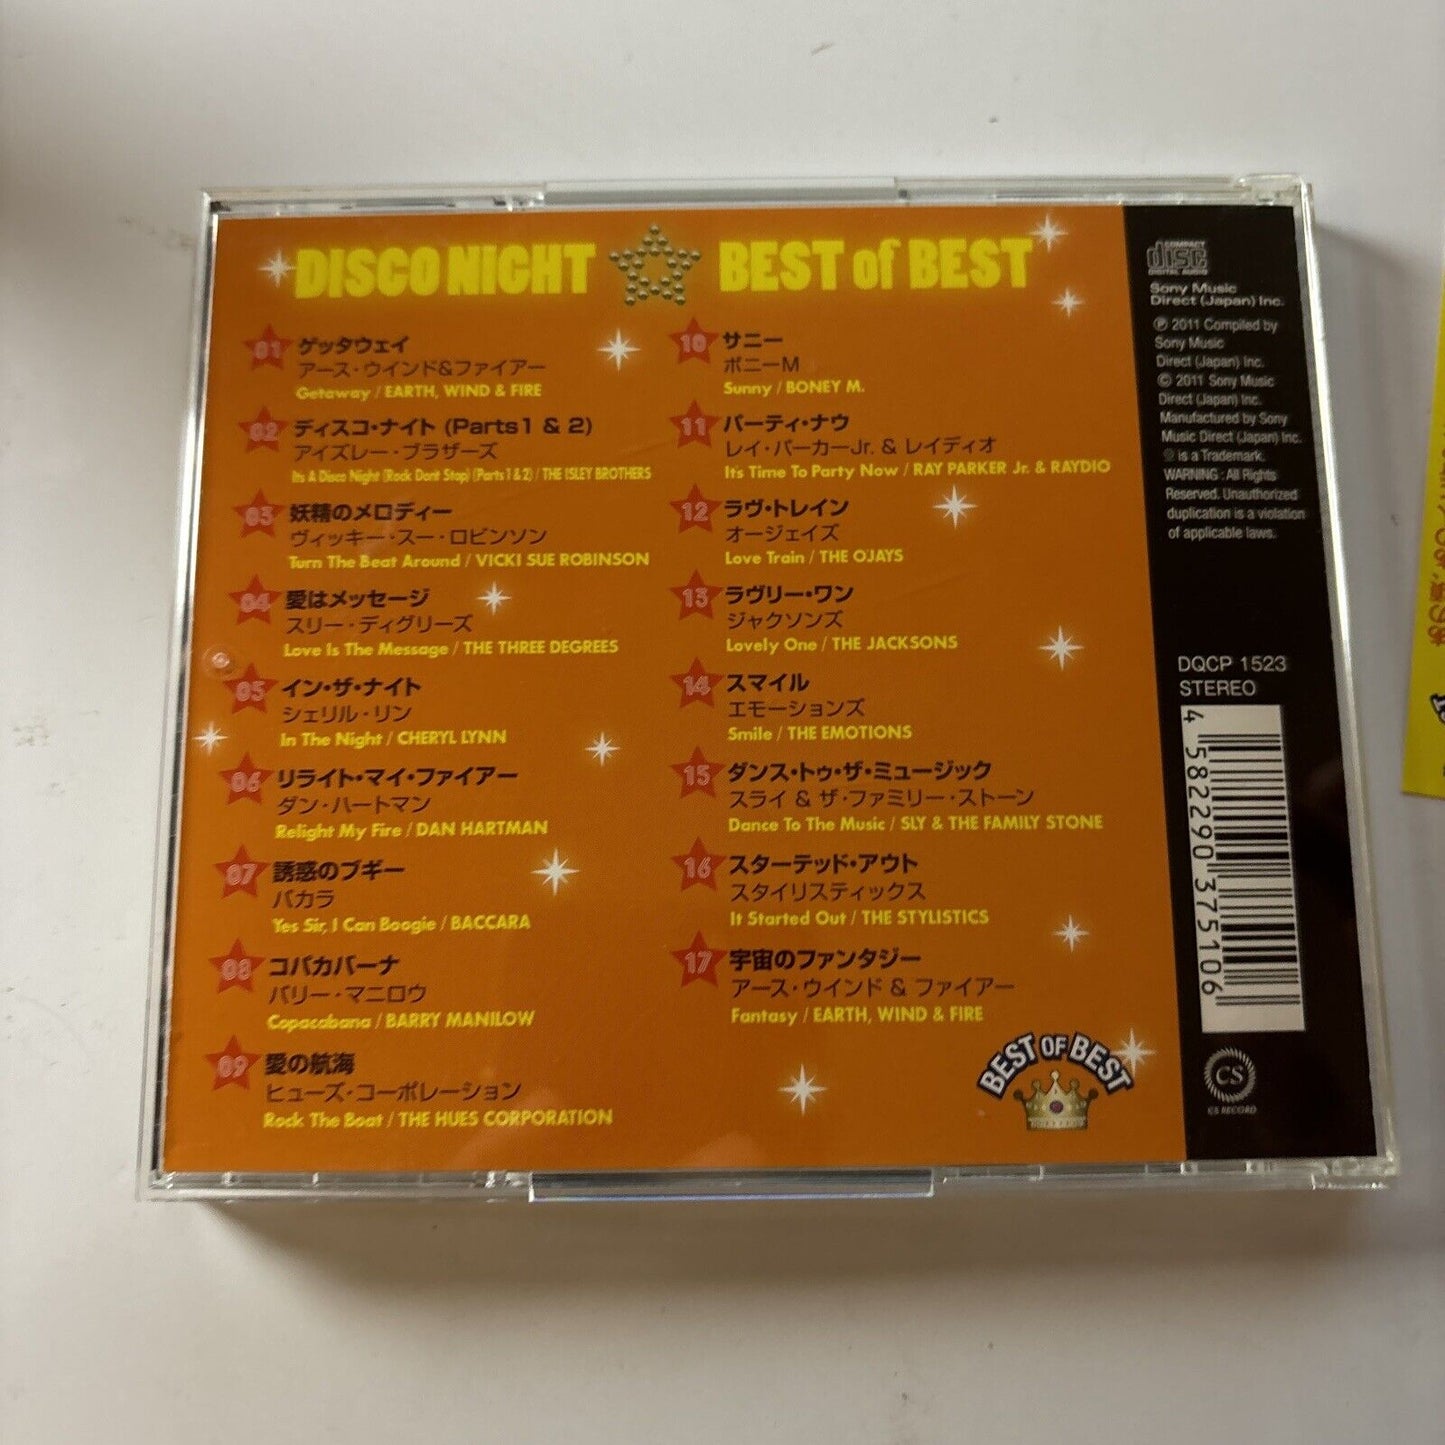 DISCO NIGHT BEST of BEST
01 ゲッタウェイ
アース・ウインド&ファイアー
Getaway / EARTH, WIND & FIRE
02 ディスコ・ナイト (Parts1 & 2)
アイズレー・ブラザーズ
Its A Disco Night (Rock Dont Stop) (Parts 1 & 2) / THE ISLEY BROTHERS
03 妖精のメロディー
ヴィッキー・スー・ロビンソン
Turn The Beat Around / VICKI SUE ROBINSON
04 愛はメッセージ
スリー・ディグリーズ
Love Is The Message / THE THREE DEGREES
05 イン・ザ・ナイト
シェリル・リン
In The Night / CHERYL LYNN
06 リライト・マイ・ファイアー
ダン・ハートマン
Relight My Fire / DAN HARTMAN
07 誘惑のブギー
バカラ
Yes Sir, I Can Boogie / BACCARA
08 コパカバーナ
バリー・マニロウ
Copacabana / BARRY MANILOW
09 愛の航海
ヒューズ・コーポレーション
Rock The Boat / THE HUES CORPORATION
10 サニー
ボニーM
Sunny / BONEY M.
11 パーティ・ナウ
レイ・パーカーJr. & レイディオ
Its Time To Party Now / RAY PARKER Jr. & RAYDIO
12 ラヴ・トレイン
オージェイズ
Love Train / THE OJAYS
13 ラヴリー・ワン
ジャクソンズ
Lovely One / THE JACKSONS
14 スマイル
エモーションズ
Smile / THE EMOTIONS
15 ダンス・トゥ・ザ・ミュージック
スライ & ザ・ファミリー・ストーン
Dance To The Music / SLY & THE FAMILY STONE
16 スターテッド・アウト
スタイリスティックス
It Started Out / THE STYLISTICS
17 宇宙のファンタジー
アース・ウインド & ファイアー
Fantasy / EARTH, WIND & FIRE
BEST OF BEST
COMPACT
disc
DIGITAL AUDIO
Sony Music
Direct (Japan) Inc.
Ⓟ 2011 Compiled by
Sony Music
Direct (Japan) Inc.
© 2011 Sony Music
Direct (Japan) Inc.
Manufactured by Sony
Music Direct (Japan) Inc.
is a Trademark.
WARNING : All Rights
Reserved. Unauthorized
duplication is a violation
of applicable laws.
DQCP 1523
STEREO
4 582290 375106
CS
CS RECORD